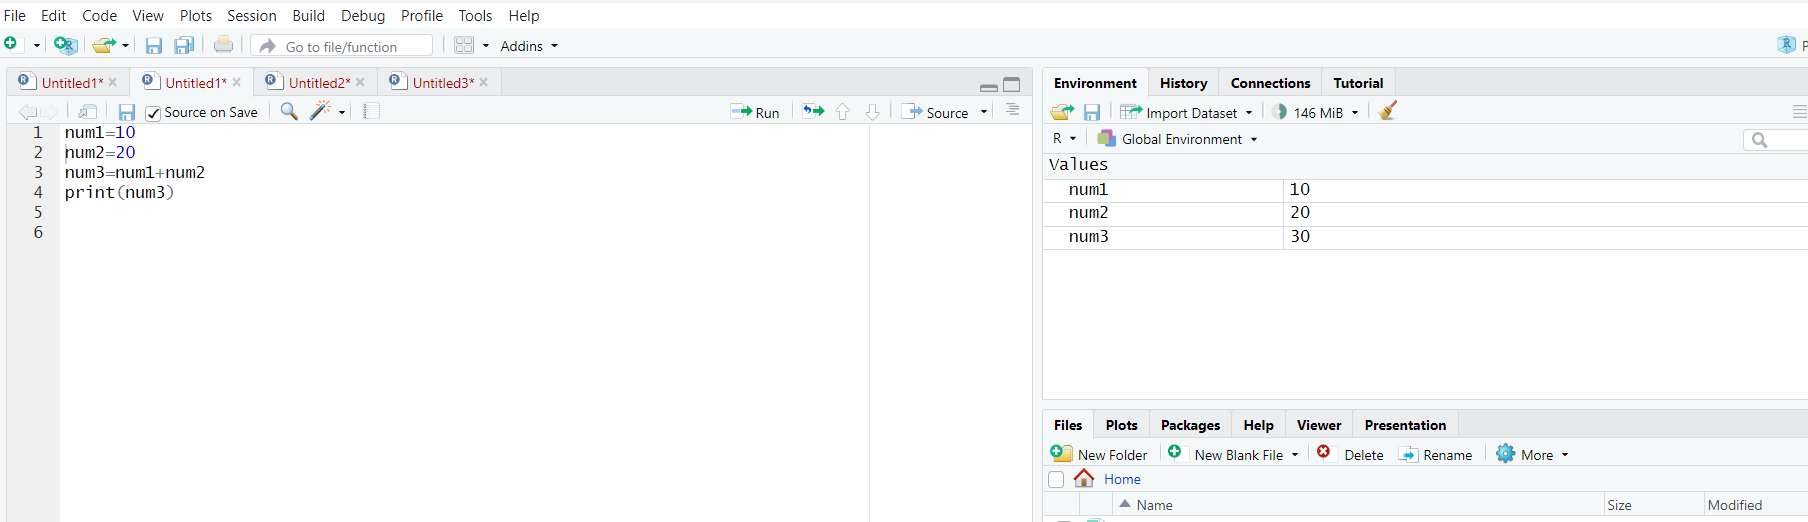 File Edit Code View Plots Session Build Debug Profile Tools Help
Go to file/function Addins
Untitled1* Untitled1* Untitled2* Untitled3*
Source on Save Run Source
1 num1=10
2 num2=20
3 num3=num1+num2
4 print(num3)
5
6
Environment History Connections Tutorial
Import Dataset 146 MiB
R Global Environment
Values
num1 10
num2 20
num3 30
Files Plots Packages Help Viewer Presentation
New Folder New Blank File Delete Rename More
Home
Name Size Modified